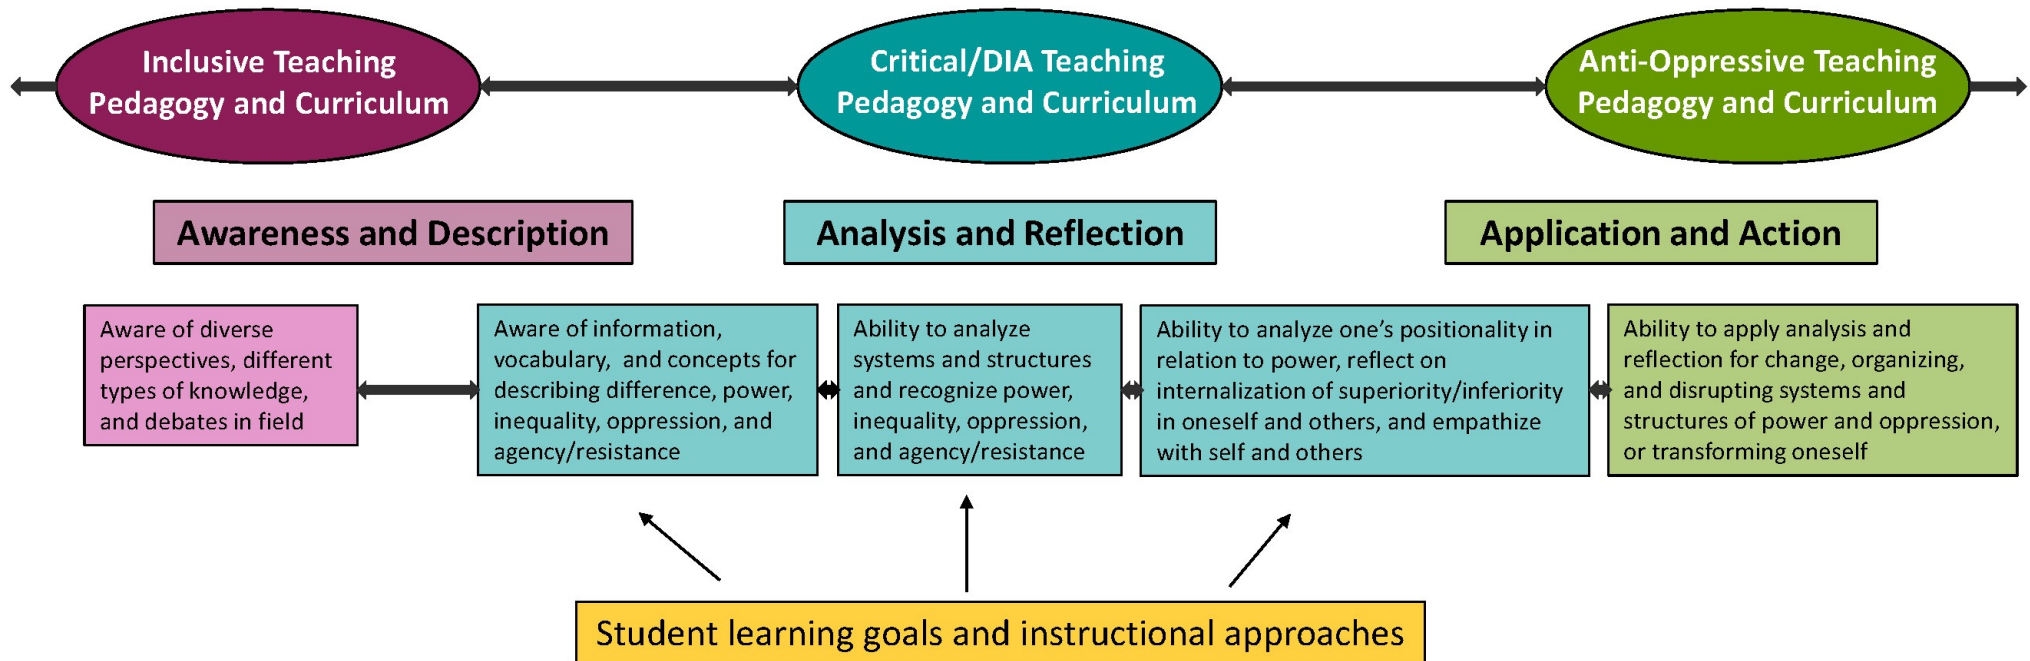 Inclusive Teaching
Pedagogy and Curriculum
Critical/DIA Teaching
Pedagogy and Curriculum
Anti-Oppressive Teaching
Pedagogy and Curriculum
Awareness and Description
Analysis and Reflection
Application and Action
Aware of diverse
perspectives, different
types of knowledge,
and debates in field
Aware of information,
vocabulary, and concepts for
describing difference, power,
inequality, oppression, and
agency/resistance
Ability to analyze
systems and structures
and recognize power,
inequality, oppression,
and agency/resistance
Ability to analyze one's positionality in
relation to power, reflect on
internalization of superiority/inferiority
in oneself and others, and empathize
with self and others
Ability to apply analysis and
reflection for change, organizing,
and disrupting systems and
structures of power and oppression,
or transforming oneself
Student learning goals and instructional approaches